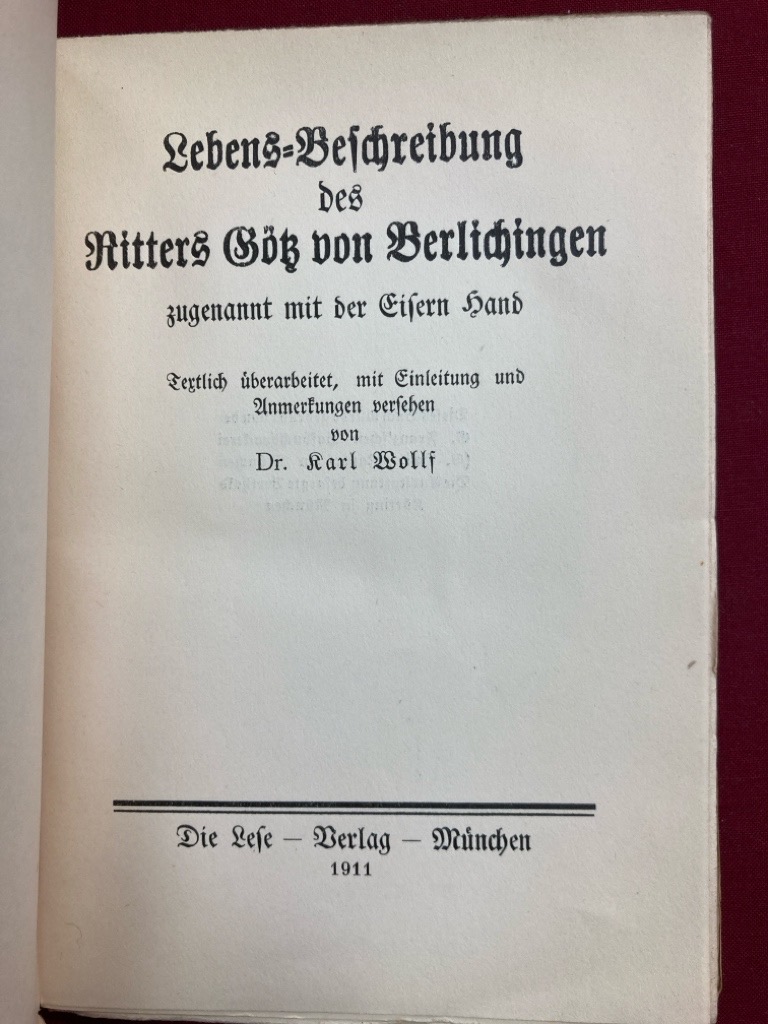 Lebens-Beschreibung
des
Ritters Götz von Berlichingen
zugenannt mit der Eisern Hand
Textlich überarbeitet, mit Einleitung und
Anmerkungen versehen
von
Dr. Karl Wollf
Die Lese — Verlag — München
1911